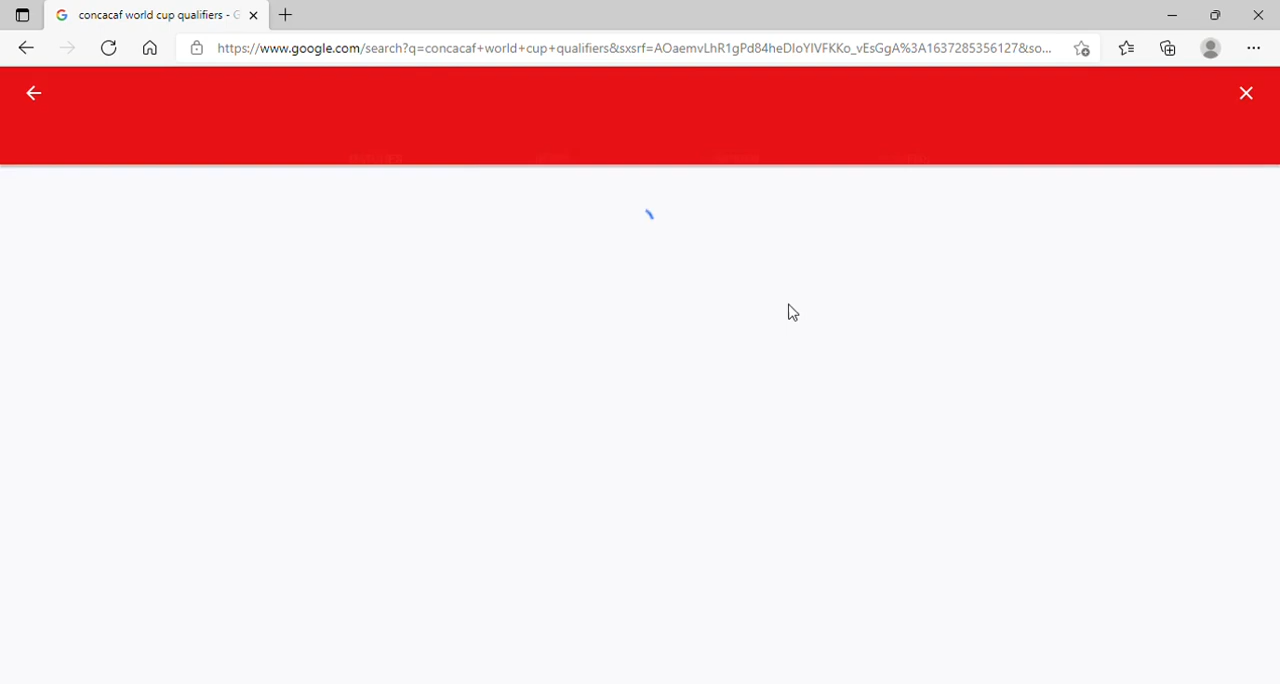 concacaf world cup qualifiers - G
https://www.google.com/search?q=concacaf+world+cup+qualifiers&sxsrf=AOaemvLhR1gPd84heDIoYIVFKKo_vEsGgA%3A1637285356127&so...